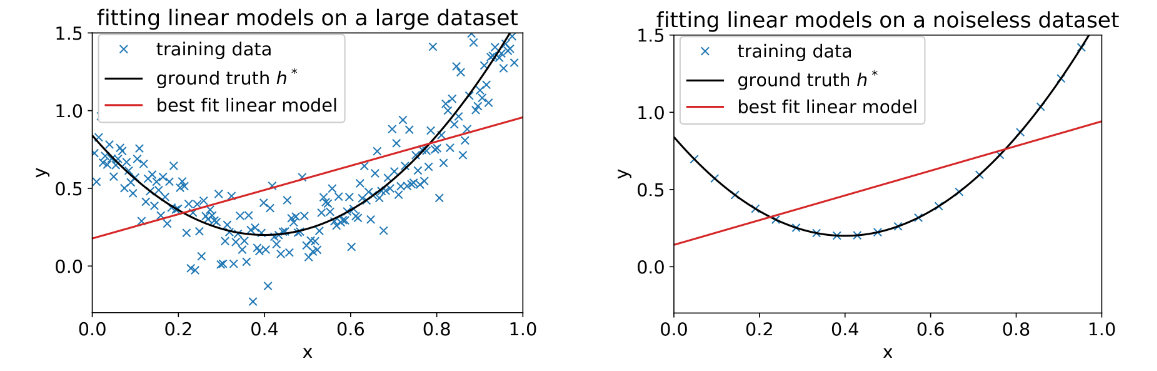 fitting linear models on a large dataset
1.5
1.0
0.5
0.0
y
training data
ground truth h*
best fit linear model
0.0 0.2 0.4 0.6 0.8 1.0
x
fitting linear models on a noiseless dataset
1.5
1.0
0.5
0.0
y
training data
ground truth h*
best fit linear model
0.0 0.2 0.4 0.6 0.8 1.0
x